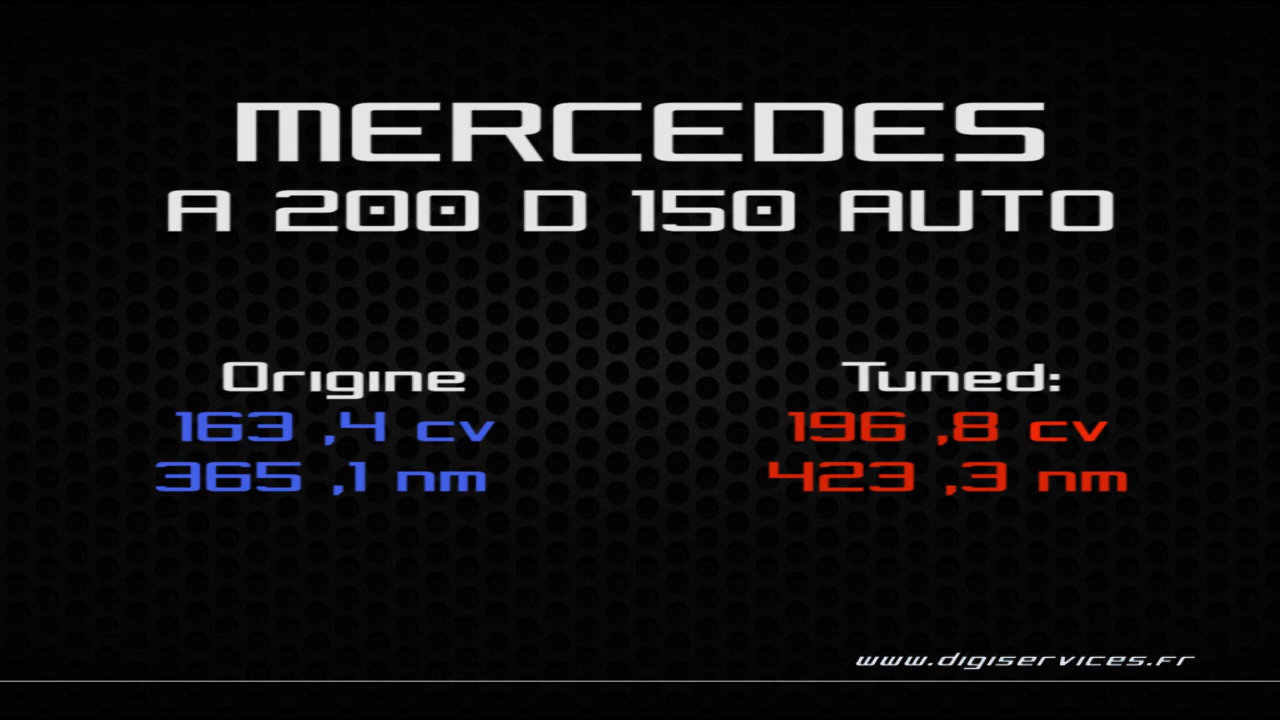 MERCEDES
A 200 D 150 AUTO
Origine
163 ,4 cv
365 ,1 nm
Tuned:
196 ,8 cv
423 ,3 nm
www.digiservices.fr